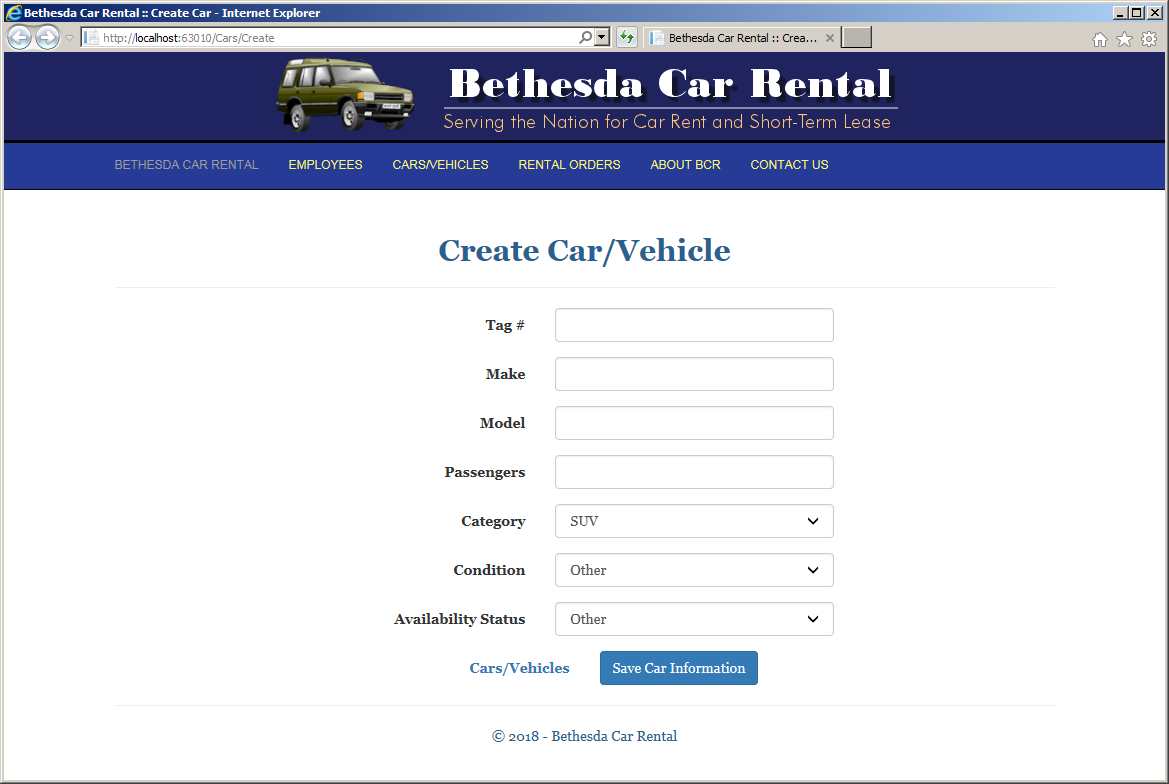 Bethesda Car Rental :: Create Car - Internet Explorer
http://localhost:63010/Cars/Create
Bethesda Car Rental :: Crea...
Bethesda Car Rental
Serving the Nation for Car Rent and Short-Term Lease
BETHESDA CAR RENTAL EMPLOYEES CARS/VEHICLES RENTAL ORDERS ABOUT BCR CONTACT US
Create Car/Vehicle
Tag #
Make
Model
Passengers
Category SUV
Condition Other
Availability Status Other
Cars/Vehicles Save Car Information
© 2018 - Bethesda Car Rental